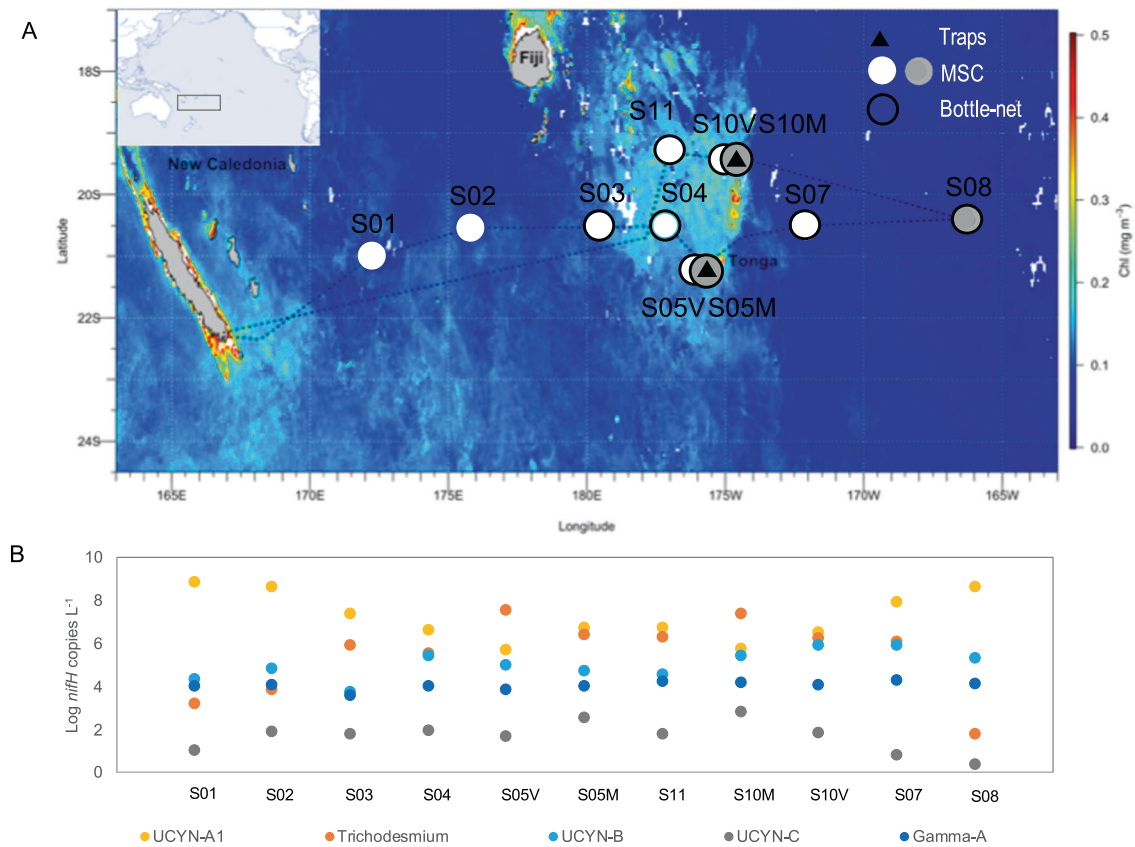 A
Fiji
New Caledonia
Tonga
Traps
MSC
Bottle-net
S01
S02
S03
S04
S11
S10V S10M
S07
S08
S05V S05M
18S
20S
22S
24S
Latitude
165E
170E
175E
180E
175W
170W
165W
Longitude
0.5
0.4
0.3
0.2
0.1
0.0
Chl (mg m⁻³)
B
10
8
6
4
2
0
Log nifH copies L⁻¹
S01 S02 S03 S04 S05V S05M S11 S10M S10V S07 S08
UCYN-A1 Trichodesmium UCYN-B UCYN-C Gamma-A